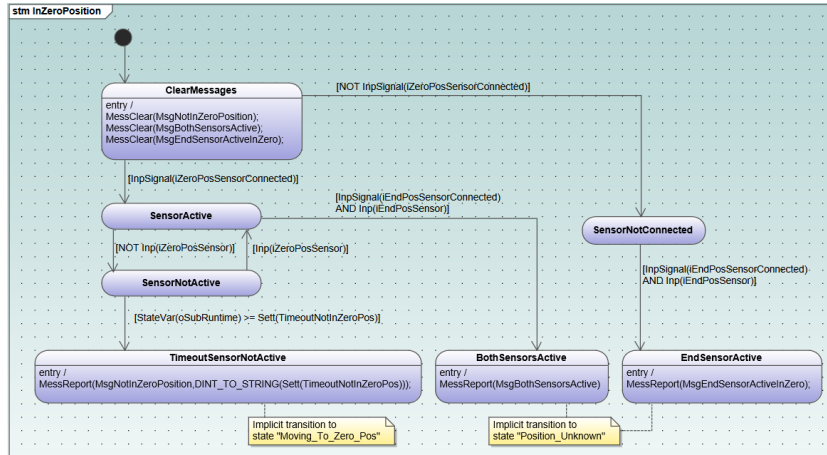 stm InZeroPosition
ClearMessages
entry /
MessClear(MsgNotInZeroPosition);
MessClear(MsgBothSensorsActive);
MessClear(MsgEndSensorActiveInZero);
[NOT InpSignal(iZeroPosSensorConnected)]
[InpSignal(iZeroPosSensorConnected)]
SensorActive
[InpSignal(iEndPosSensorConnected)
AND Inp(iEndPosSensor)]
SensorNotConnected
[NOT Inp(iZeroPosSensor)]
[Inp(iZeroPosSensor)]
SensorNotActive
[InpSignal(iEndPosSensorConnected)
AND Inp(iEndPosSensor)]
[StateVar(oSubRuntime) >= Sett(TimeoutNotInZeroPos)]
TimeoutSensorNotActive
entry /
MessReport(MsgNotInZeroPosition,DINT_TO_STRING(Sett(TimeoutNotInZeroPos)));
BothSensorsActive
entry /
MessReport(MsgBothSensorsActive)
EndSensorActive
entry /
MessReport(MsgEndSensorActiveInZero);
Implicit transition to
state "Moving_To_Zero_Pos"
Implicit transition to
state "Position_Unknown"